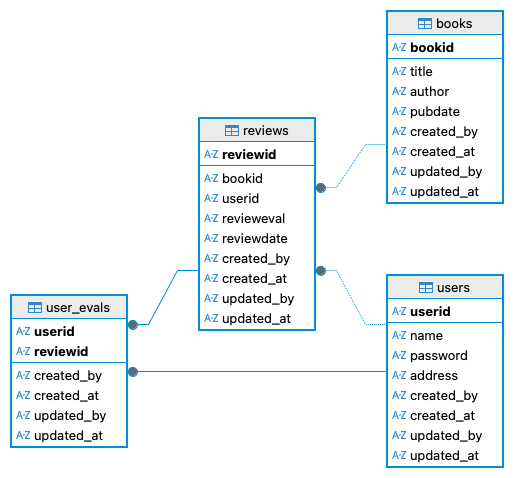 books
A-Z bookid
A-Z title
A-Z author
A-Z pubdate
A-Z created_by
A-Z created_at
A-Z updated_by
A-Z updated_at
reviews
A-Z reviewid
A-Z bookid
A-Z userid
A-Z revieweval
A-Z reviewdate
A-Z created_by
A-Z created_at
A-Z updated_by
A-Z updated_at
user_evals
A-Z userid
A-Z reviewid
A-Z created_by
A-Z created_at
A-Z updated_by
A-Z updated_at
users
A-Z userid
A-Z name
A-Z password
A-Z address
A-Z created_by
A-Z created_at
A-Z updated_by
A-Z updated_at